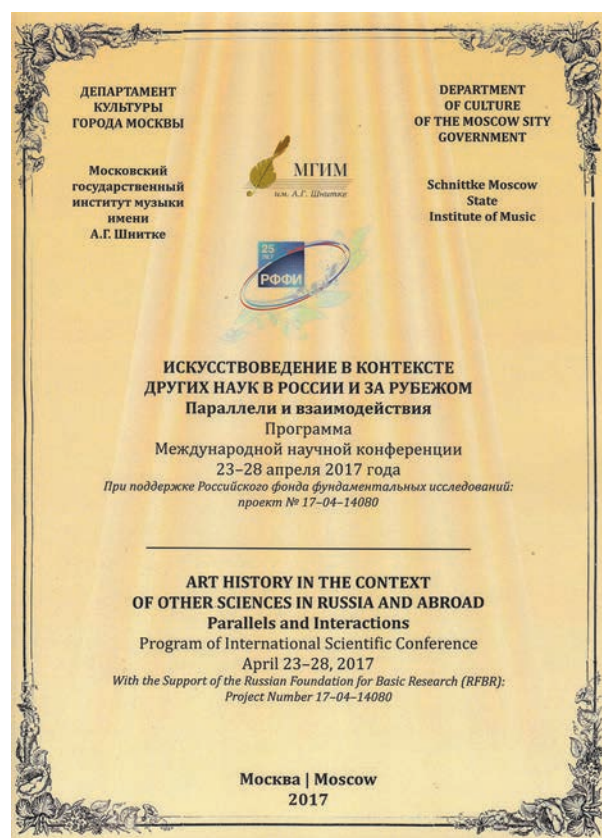 ДЕПАРТАМЕНТ
КУЛЬТУРЫ
ГОРОДА МОСКВЫ
Московский
государственный
институт музыки
имени
А.Г. Шнитке
DEPARTMENT
OF CULTURE
OF THE MOSCOW SITY
GOVERNMENT
Schnittke Moscow
State
Institute of Music
МГИМ
им. А.Г. Шнитке
25
ЛЕТ
РФФИ
ИСКУССТВОВЕДЕНИЕ В КОНТЕКСТЕ
ДРУГИХ НАУК В РОССИИ И ЗА РУБЕЖОМ
Параллели и взаимодействия
Программа
Международной научной конференции
23–28 апреля 2017 года
При поддержке Российского фонда фундаментальных исследований:
проект № 17–04–14080
ART HISTORY IN THE CONTEXT
OF OTHER SCIENCES IN RUSSIA AND ABROAD
Parallels and Interactions
Program of International Scientific Conference
April 23–28, 2017
With the Support of the Russian Foundation for Basic Research (RFBR):
Project Number 17–04–14080
Москва | Moscow
2017